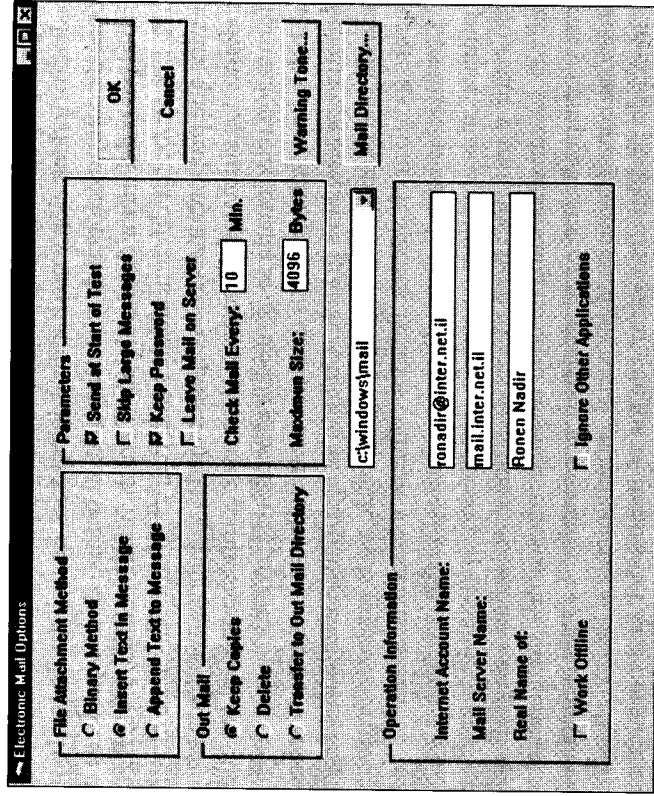 Electronic Mail Options
File Attachment Method
Binary Method
Insert Text in Message
Append Text to Message
Out Mail
Keep Copies
Delete
Transfer to Out Mail Directory
Parameters
Send at Start of Test
Skip Large Messages
Keep Password
Leave Mail on Server
Check Mail Every: 10 Min.
Maximun Size: 4096 Bytes
OK
Cancel
Warning Tone...
Mail Directory...
c:\windows\mail
Operation Information
Internet Account Name: ronadir@inter.net.il
Mail Server Name: mail.inter.net.il
Real Name of: Ronen Nadir
Work Offline
Ignore Other Applications